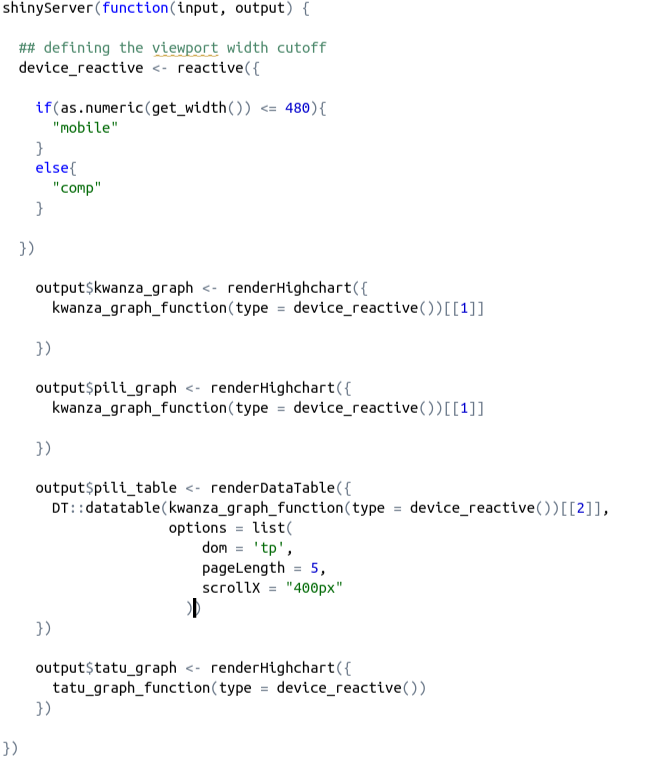 shinyServer(function(input, output) {
## defining the viewport width cutoff
device_reactive <- reactive({
if(as.numeric(get_width()) <= 480){
"mobile"
}
else{
"comp"
}
})
output$kwanza_graph <- renderHighchart({
kwanza_graph_function(type = device_reactive())[[1]]
})
output$pili_graph <- renderHighchart({
kwanza_graph_function(type = device_reactive())[[1]]
})
output$pili_table <- renderDataTable({
DT::datatable(kwanza_graph_function(type = device_reactive())[[2]],
options = list(
dom = 'tp',
pageLength = 5,
scrollX = "400px"
))
})
output$tatu_graph <- renderHighchart({
tatu_graph_function(type = device_reactive())
})
})